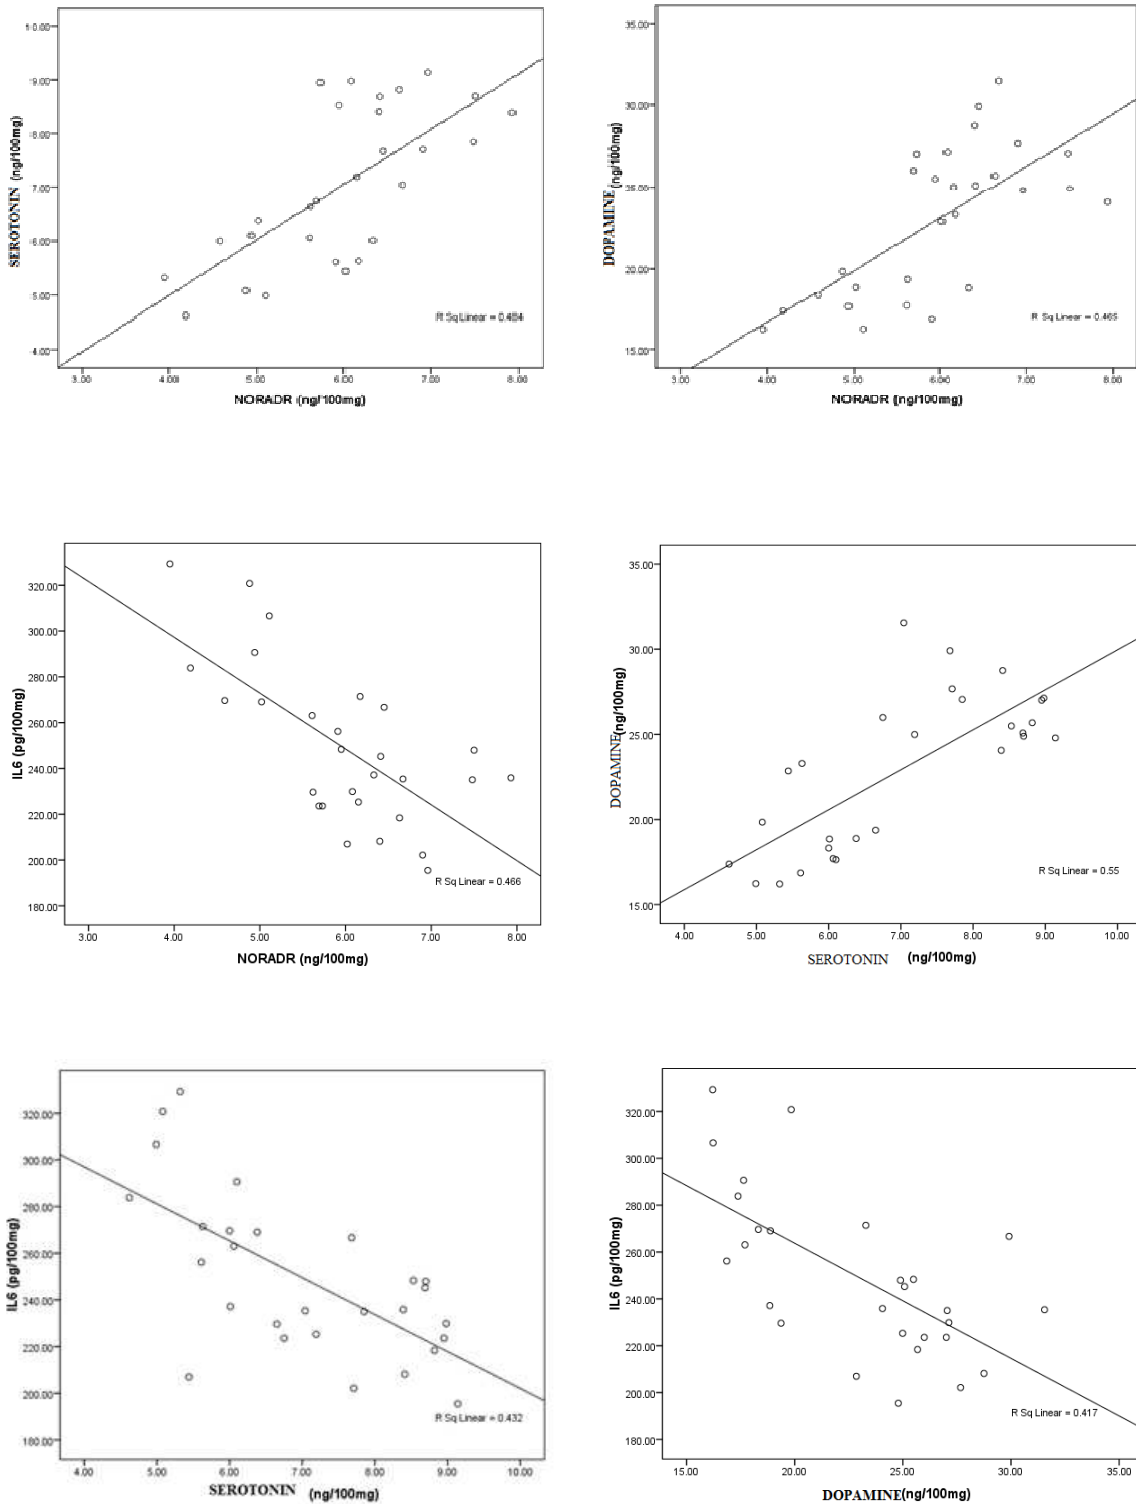 10.00
9.00
8.00
7.00
6.00
5.00
4.00
SEROTONIN (ng/100mg)
R Sq Linear = 0.484
3.00 4.00 5.00 6.00 7.00 8.00
NORADR (ng/100mg)
35.00
30.00
25.00
20.00
15.00
DOPAMINE (ng/100mg)
R Sq Linear = 0.465
3.00 4.00 5.00 6.00 7.00 8.00
NORADR (ng/100mg)
320.00
300.00
280.00
260.00
240.00
220.00
200.00
180.00
IL6 (pg/100mg)
R Sq Linear = 0.466
3.00 4.00 5.00 6.00 7.00 8.00
NORADR (ng/100mg)
35.00
30.00
25.00
20.00
15.00
DOPAMINE (ng/100mg)
R Sq Linear = 0.55
4.00 5.00 6.00 7.00 8.00 9.00 10.00
SEROTONIN (ng/100mg)
320.00
300.00
280.00
260.00
240.00
220.00
200.00
180.00
IL6 (pg/100mg)
R Sq Linear = 0.432
4.00 5.00 6.00 7.00 8.00 9.00 10.00
SEROTONIN (ng/100mg)
320.00
300.00
280.00
260.00
240.00
220.00
200.00
180.00
IL6 (pg/100mg)
R Sq Linear = 0.417
15.00 20.00 25.00 30.00 35.00
DOPAMINE (ng/100mg)